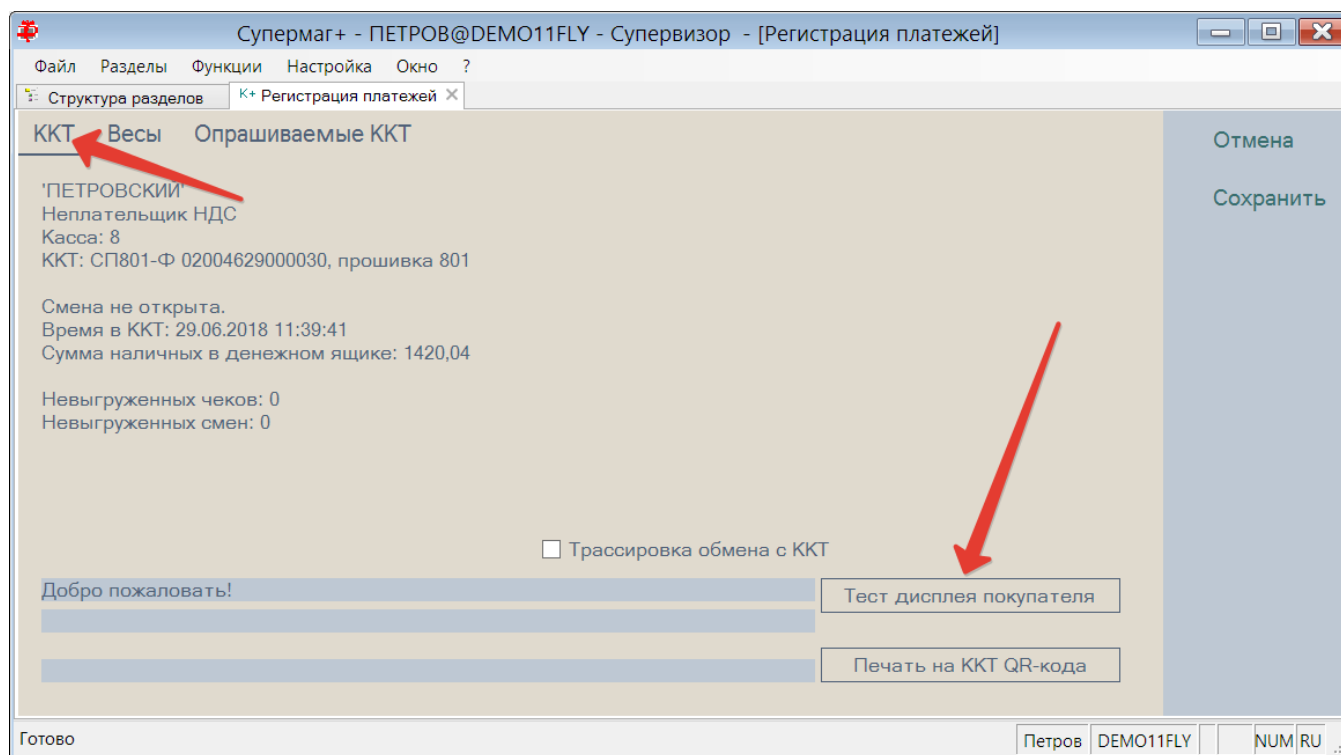 Супермаг+ - ПЕТРОВ@DEMO11FLY - Супервизор - [Регистрация платежей]
Файл Разделы Функции Настройка Окно ?
Структура разделов К+ Регистрация платежей
ККТ Весы Опрашиваемые ККТ
Отмена
Сохранить
'ПЕТРОВСКИЙ'
Неплательщик НДС
Касса: 8
ККТ: СП801-Ф 02004629000030, прошивка 801
Смена не открыта.
Время в ККТ: 29.06.2018 11:39:41
Сумма наличных в денежном ящике: 1420,04
Невыгруженных чеков: 0
Невыгруженных смен: 0
Трассировка обмена с ККТ
Добро пожаловать! Тест дисплея покупателя
Печать на ККТ QR-кода
Готово Петров DEMO11FLY NUM RU